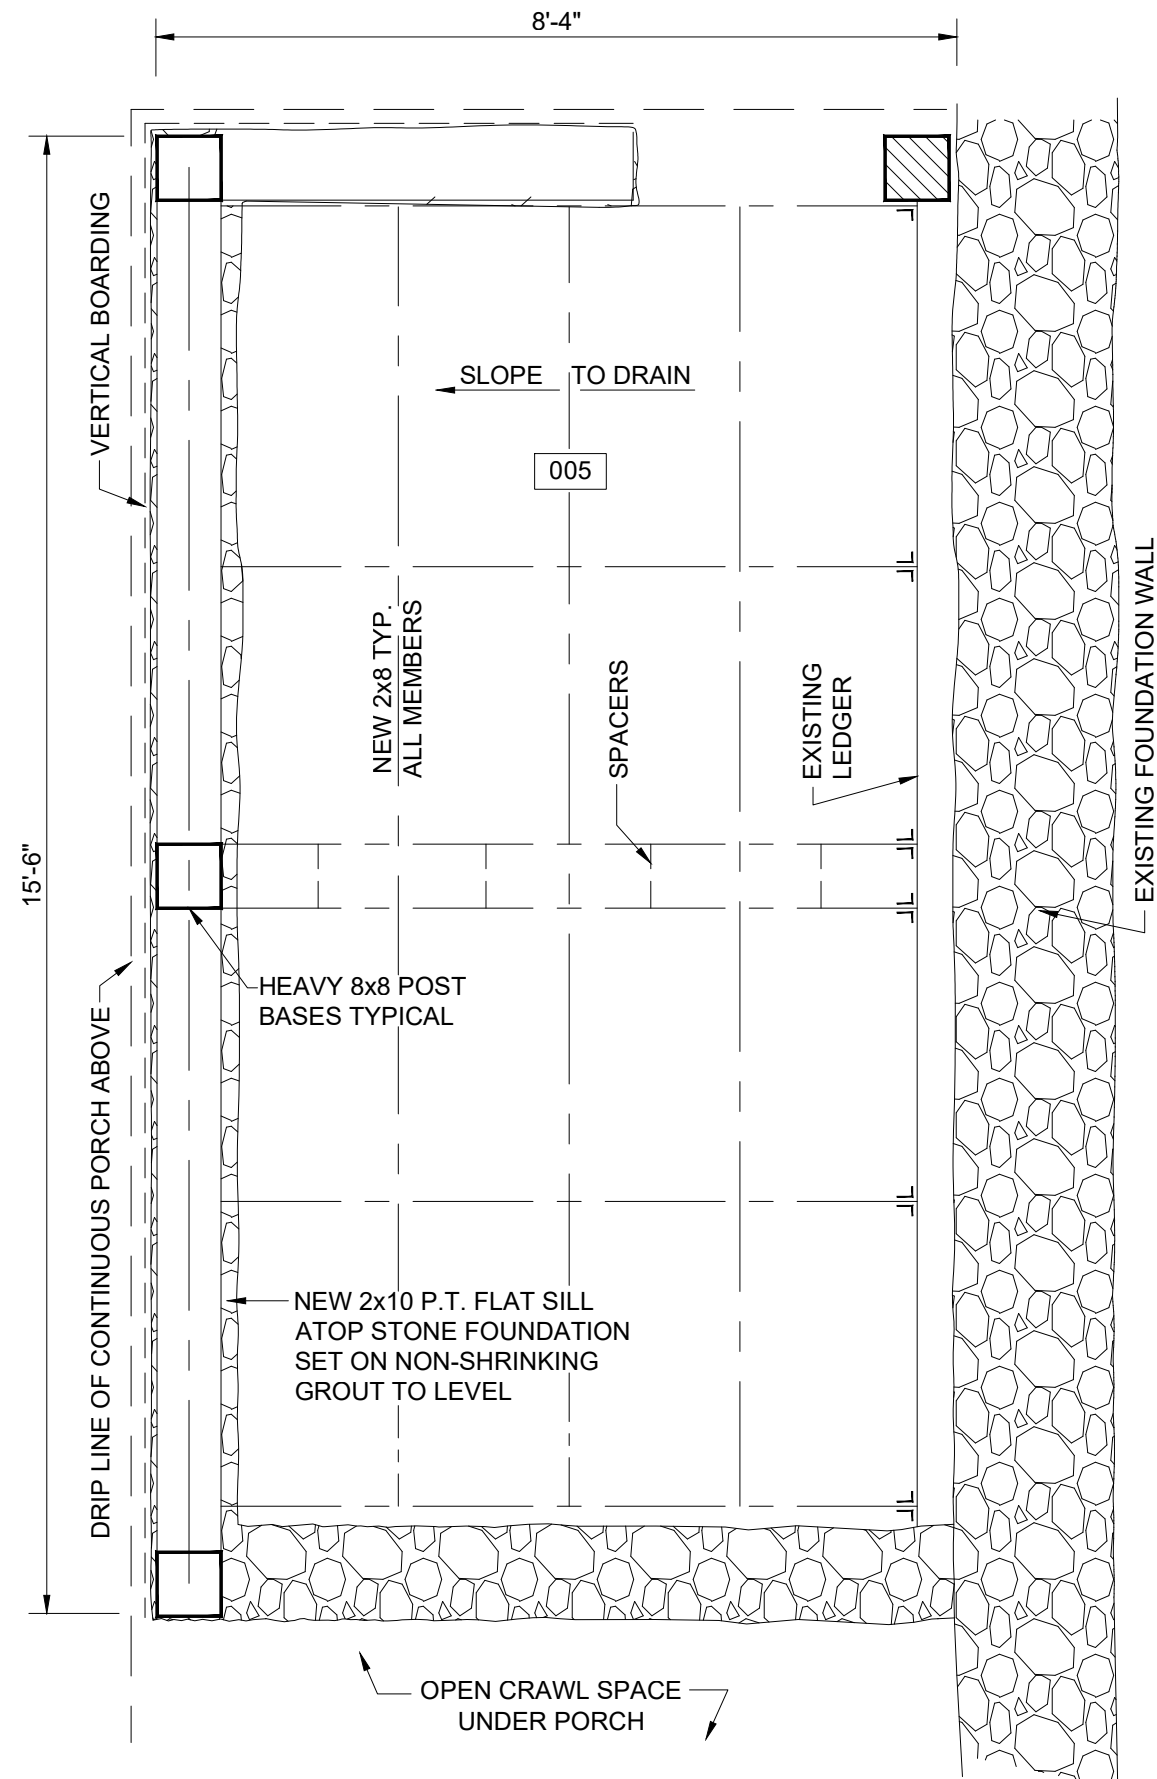 8'-4"
VERTICAL BOARDING
SLOPE TO DRAIN
005
NEW 2x8 TYP.
ALL MEMBERS
SPACERS
EXISTING
LEDGER
EXISTING FOUNDATION WALL
15'-6"
HEAVY 8x8 POST
BASES TYPICAL
DRIP LINE OF CONTINUOUS PORCH ABOVE
NEW 2x10 P.T. FLAT SILL
ATOP STONE FOUNDATION
SET ON NON-SHRINKING
GROUT TO LEVEL
OPEN CRAWL SPACE
UNDER PORCH